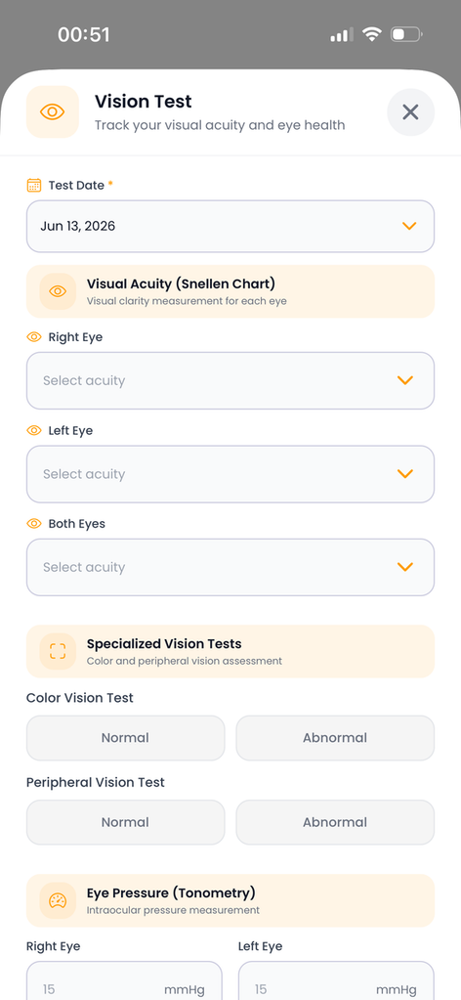 00:51
Vision Test
Track your visual acuity and eye health
Test Date *
Jun 13, 2026
Visual Acuity (Snellen Chart)
Visual clarity measurement for each eye
Right Eye
Select acuity
Left Eye
Select acuity
Both Eyes
Select acuity
Specialized Vision Tests
Color and peripheral vision assessment
Color Vision Test
Normal Abnormal
Peripheral Vision Test
Normal Abnormal
Eye Pressure (Tonometry)
Intraocular pressure measurement
Right Eye Left Eye
15 mmHg 15 mmHg